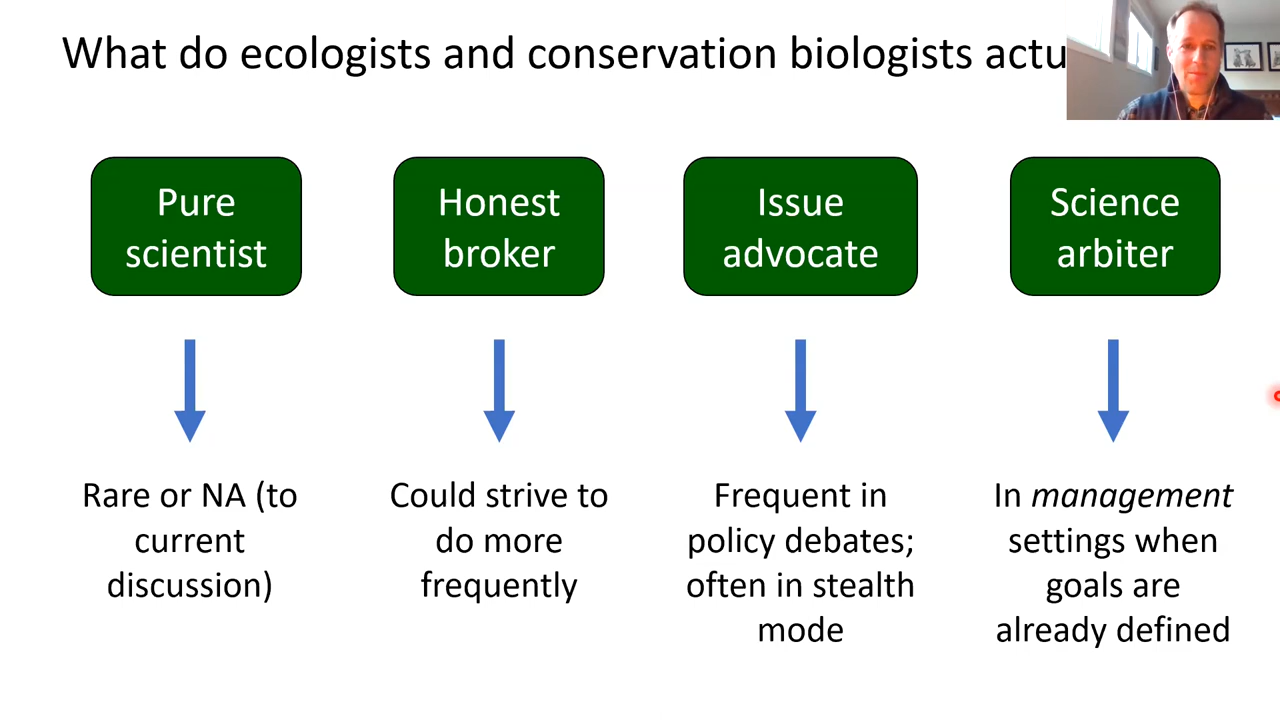 What do ecologists and conservation biologists actu
Pure
scientist
Honest
broker
Issue
advocate
Science
arbiter
Rare or NA (to
current
discussion)
Could strive to
do more
frequently
Frequent in
policy debates;
often in stealth
mode
In management
settings when
goals are
already defined